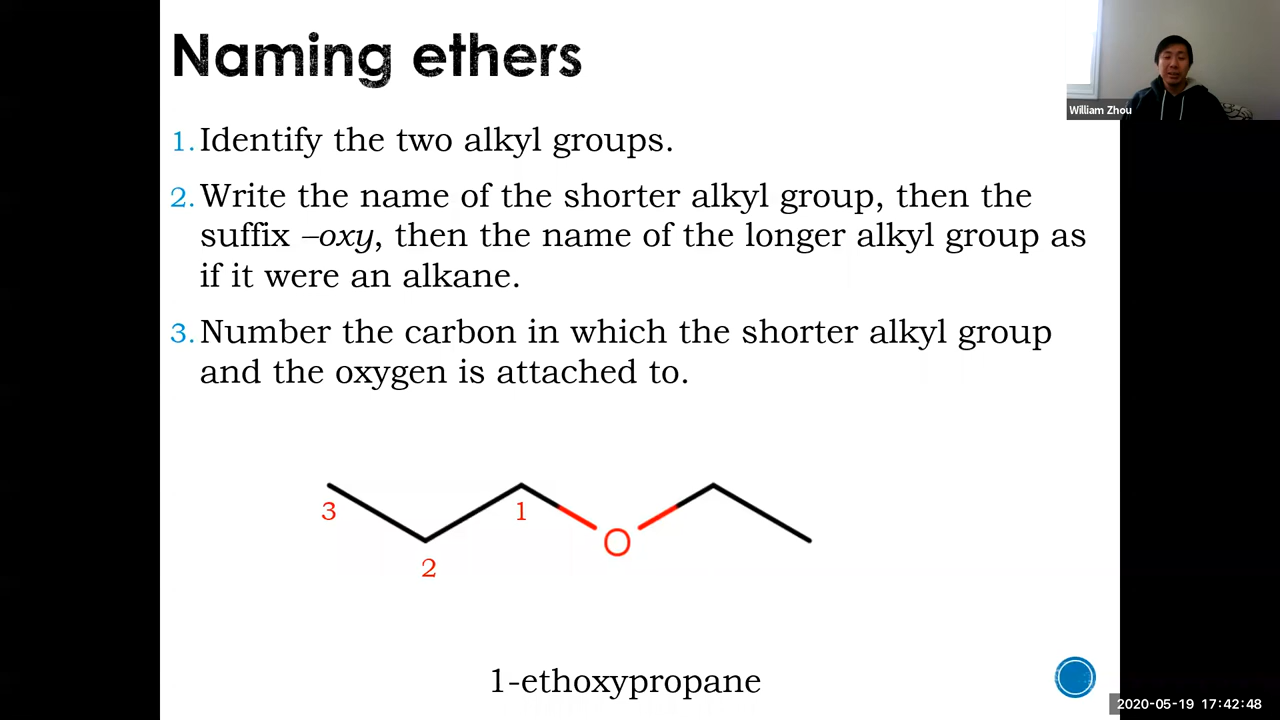 Naming ethers
William Zhou
1. Identify the two alkyl groups.
2. Write the name of the shorter alkyl group, then the
suffix –oxy, then the name of the longer alkyl group as
if it were an alkane.
3. Number the carbon in which the shorter alkyl group
and the oxygen is attached to.
3
1
O
2
1-ethoxypropane
2020-05-19 17:42:48